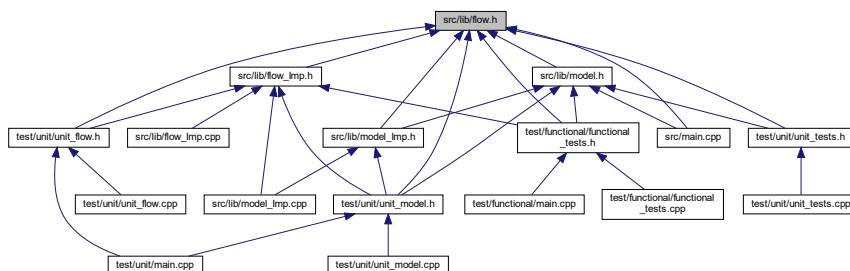 src/lib/flow.h
src/lib/flow_Imp.h
src/lib/model.h
test/unit/unit_flow.h
src/lib/flow_Imp.cpp
src/lib/model_Imp.h
test/functional/functional
_tests.h
src/main.cpp
test/unit/unit_tests.h
test/unit/unit_flow.cpp
src/lib/model_Imp.cpp
test/unit/unit_model.h
test/functional/main.cpp
test/functional/functional
_tests.cpp
test/unit/unit_tests.cpp
test/unit/main.cpp
test/unit/unit_model.cpp